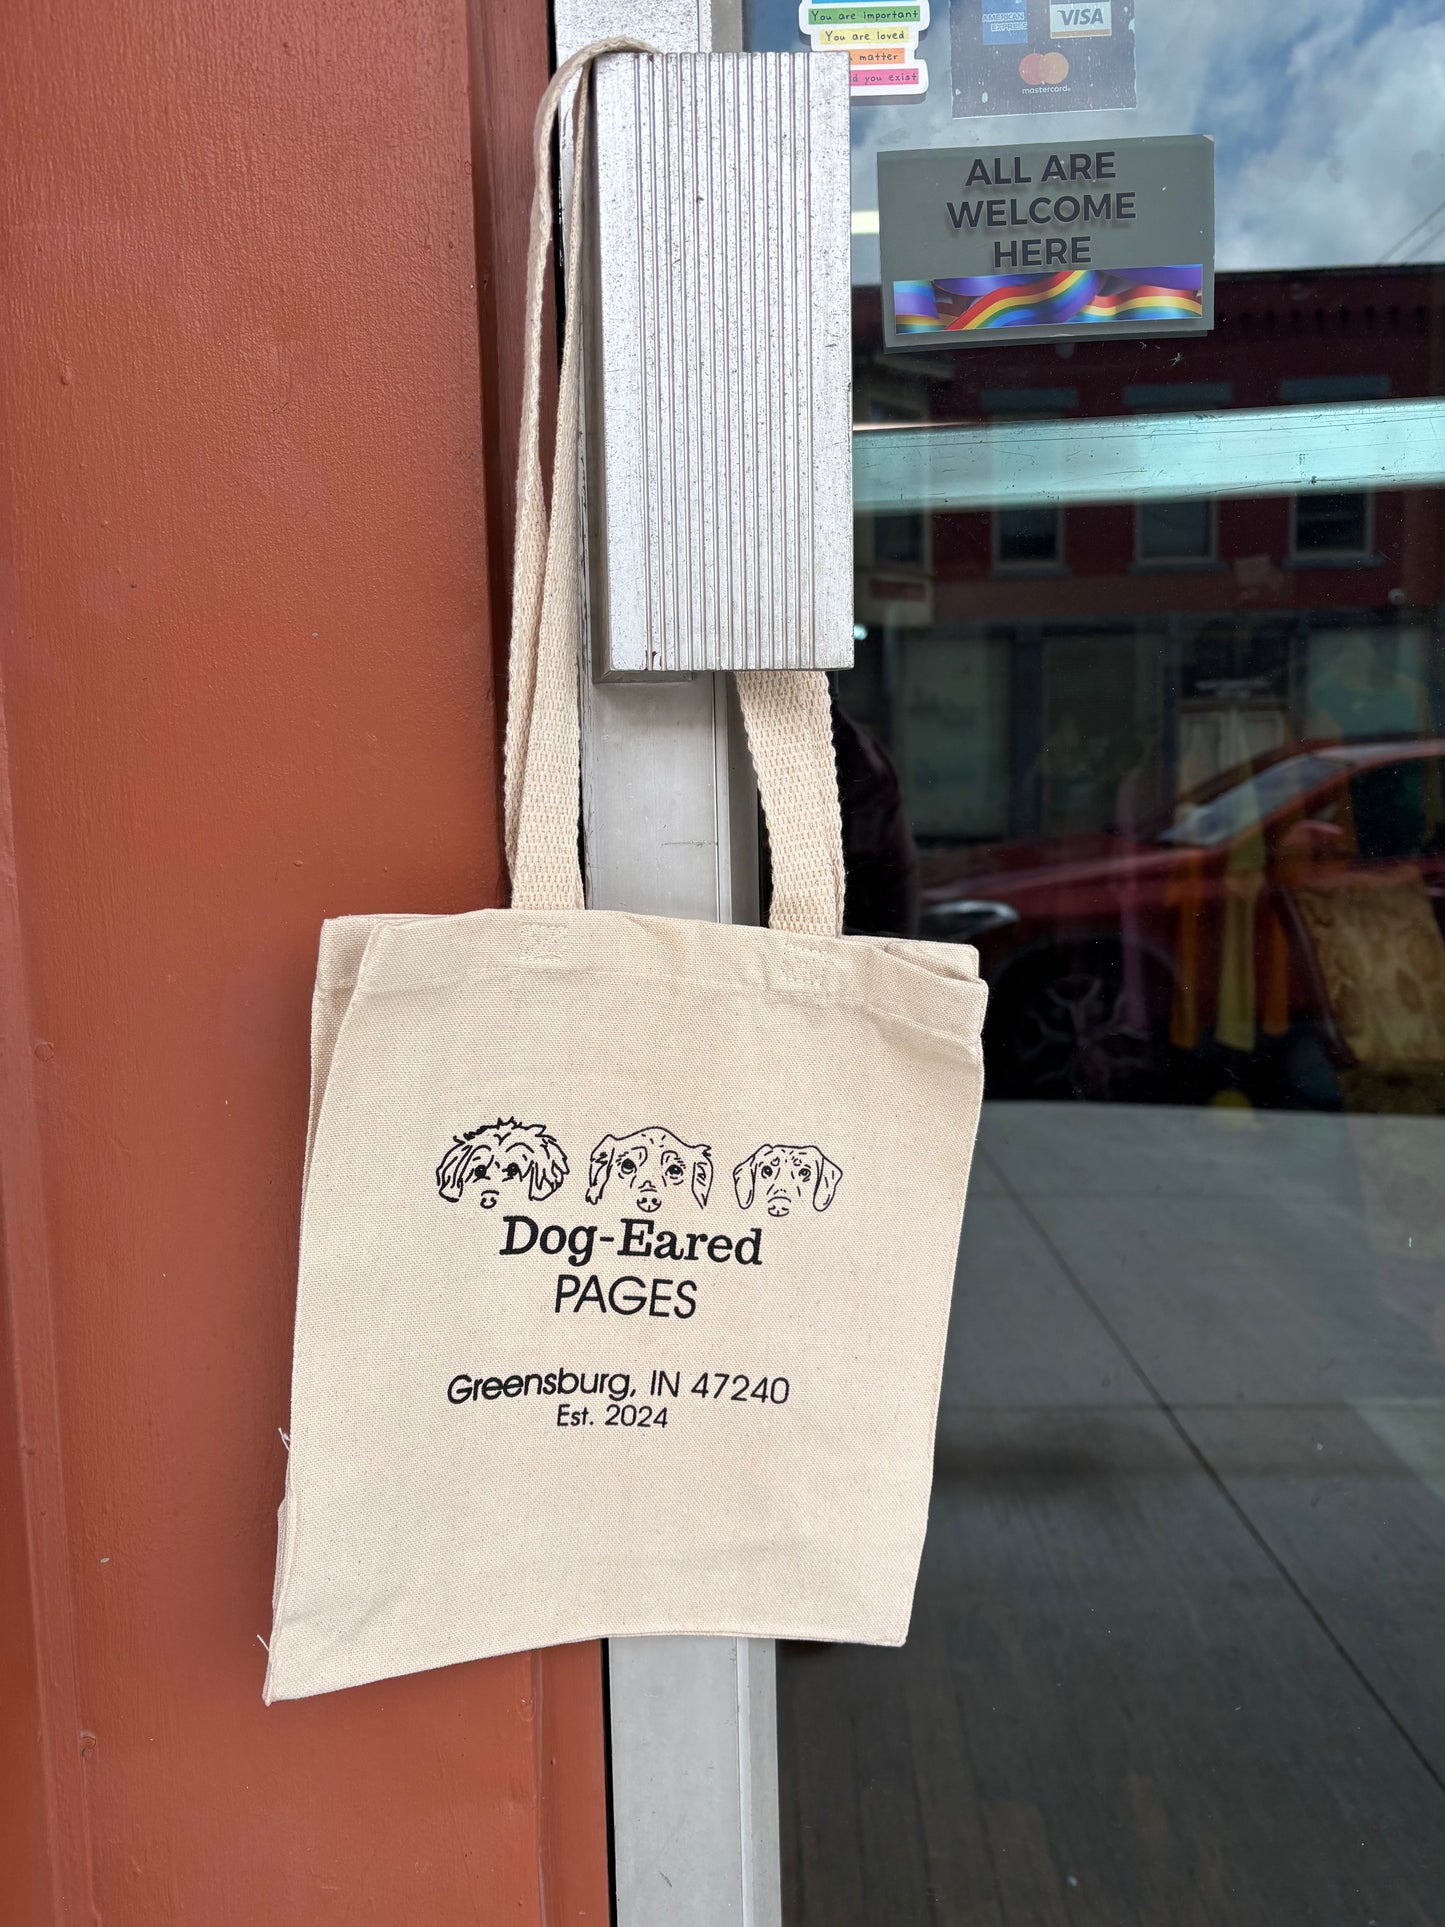 You are important
You are loved
matter
d you exist
AMERICAN
EXPRESS
VISA
mastercard
ALL ARE
WELCOME
HERE
Dog-Eared
PAGES
Greensburg, IN 47240
Est. 2024